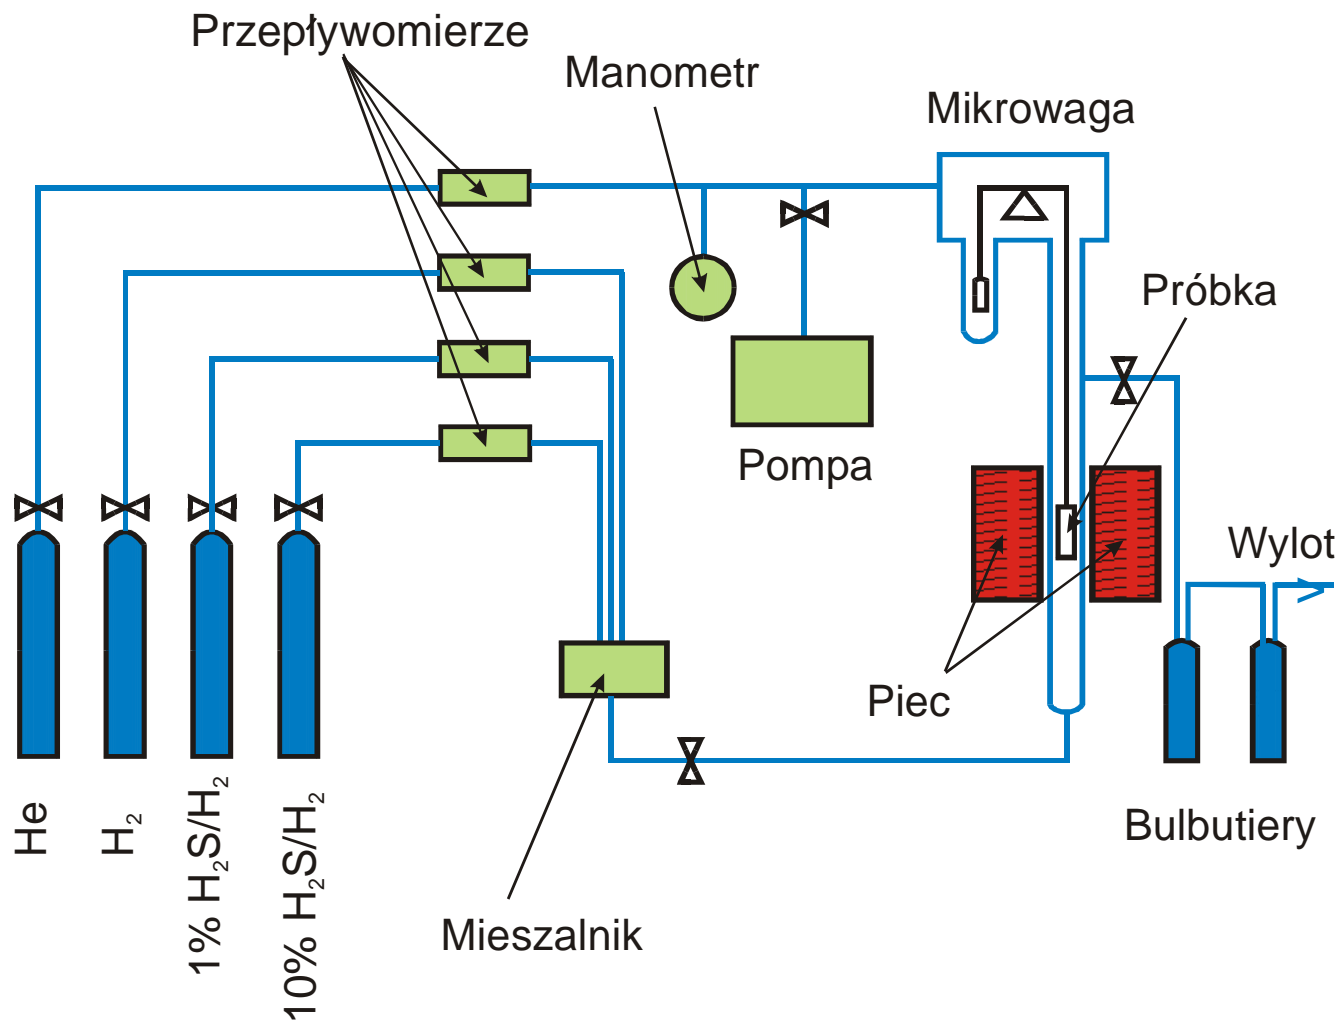 Przepływomierze
Manometr
Mikrowaga
Próbka
Pompa
Wylot
Piec
Bulbutiery
He
H₂
1% H₂S/H₂
10% H₂S/H₂
Mieszalnik